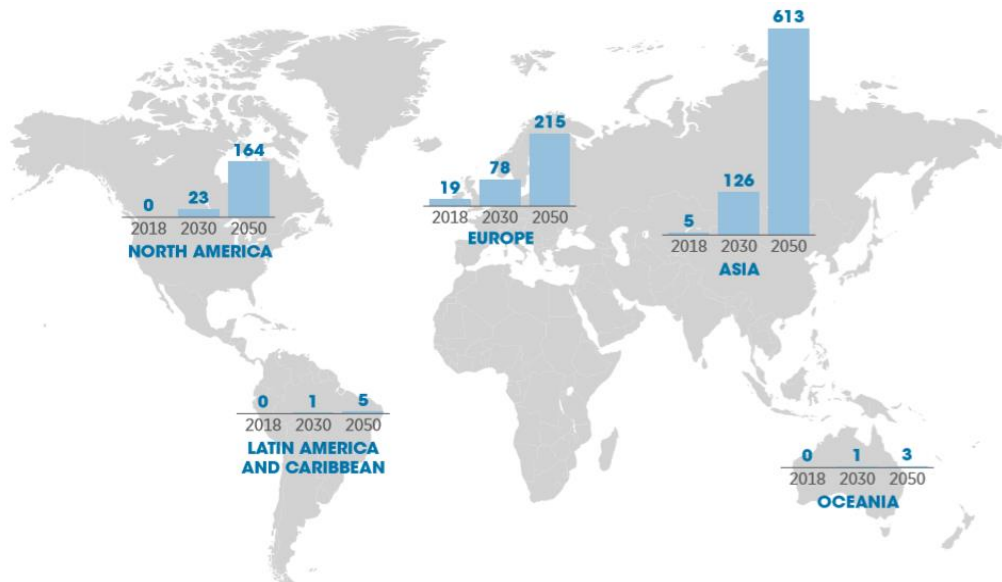 0 23 164
2018 2030 2050
NORTH AMERICA
19 78 215
2018 2030 2050
EUROPE
5 126 613
2018 2030 2050
ASIA
0 1 5
2018 2030 2050
LATIN AMERICA
AND CARIBBEAN
0 1 3
2018 2030 2050
OCEANIA